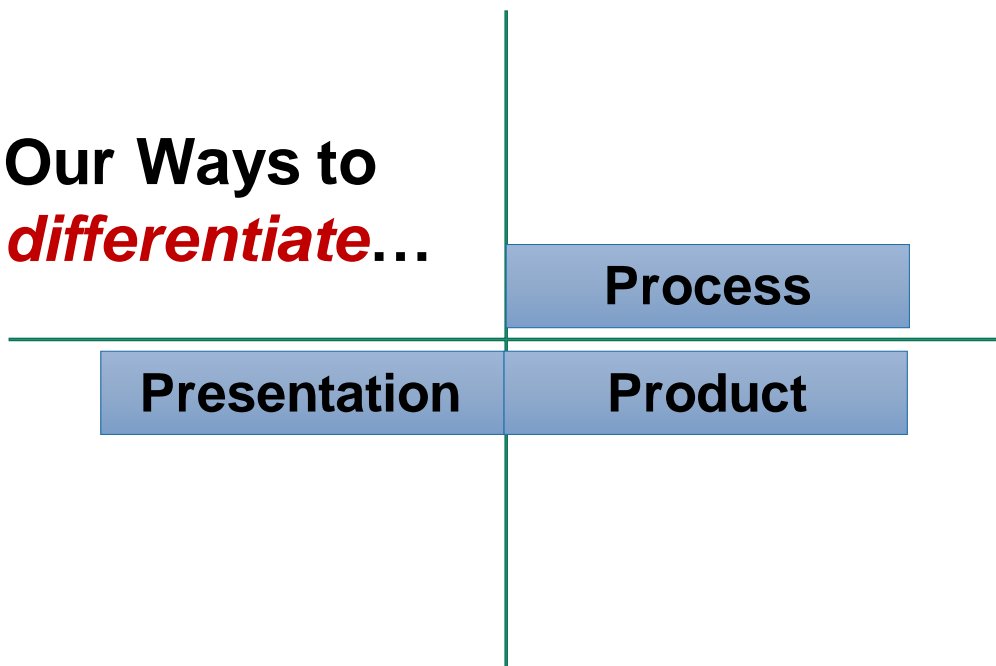 Our Ways to
differentiate…
Process
Presentation
Product